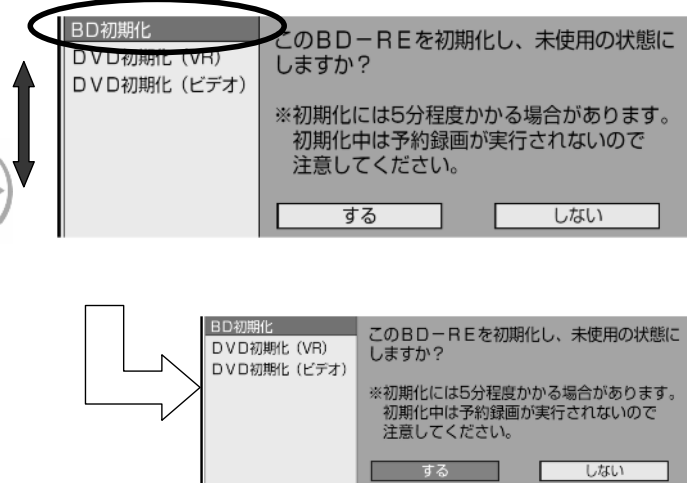 BD初期化
DVD初期化（VR）
DVD初期化（ビデオ）
このBD－REを初期化し、未使用の状態に
しますか？
※初期化には5分程度かかる場合があります。
初期化中は予約録画が実行されないので
注意してください。
する
しない
BD初期化
DVD初期化（VR）
DVD初期化（ビデオ）
このBD－REを初期化し、未使用の状態に
しますか？
※初期化には5分程度かかる場合があります。
初期化中は予約録画が実行されないので
注意してください。
する
しない